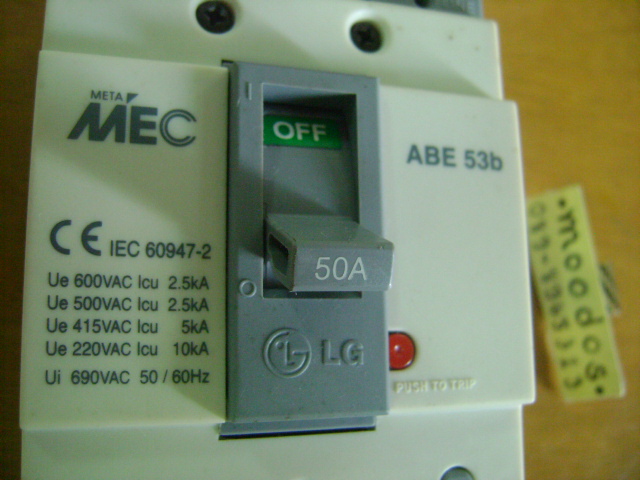 META
MEC
I
OFF
ABE 53b
CE IEC 60947-2
Ue 600VAC Icu 2.5kA
Ue 500VAC Icu 2.5kA
Ue 415VAC Icu 5kA
Ue 220VAC Icu 10kA
Ui 690VAC 50 / 60Hz
50A
O
LG
PUSH TO TRIP
•moodos•